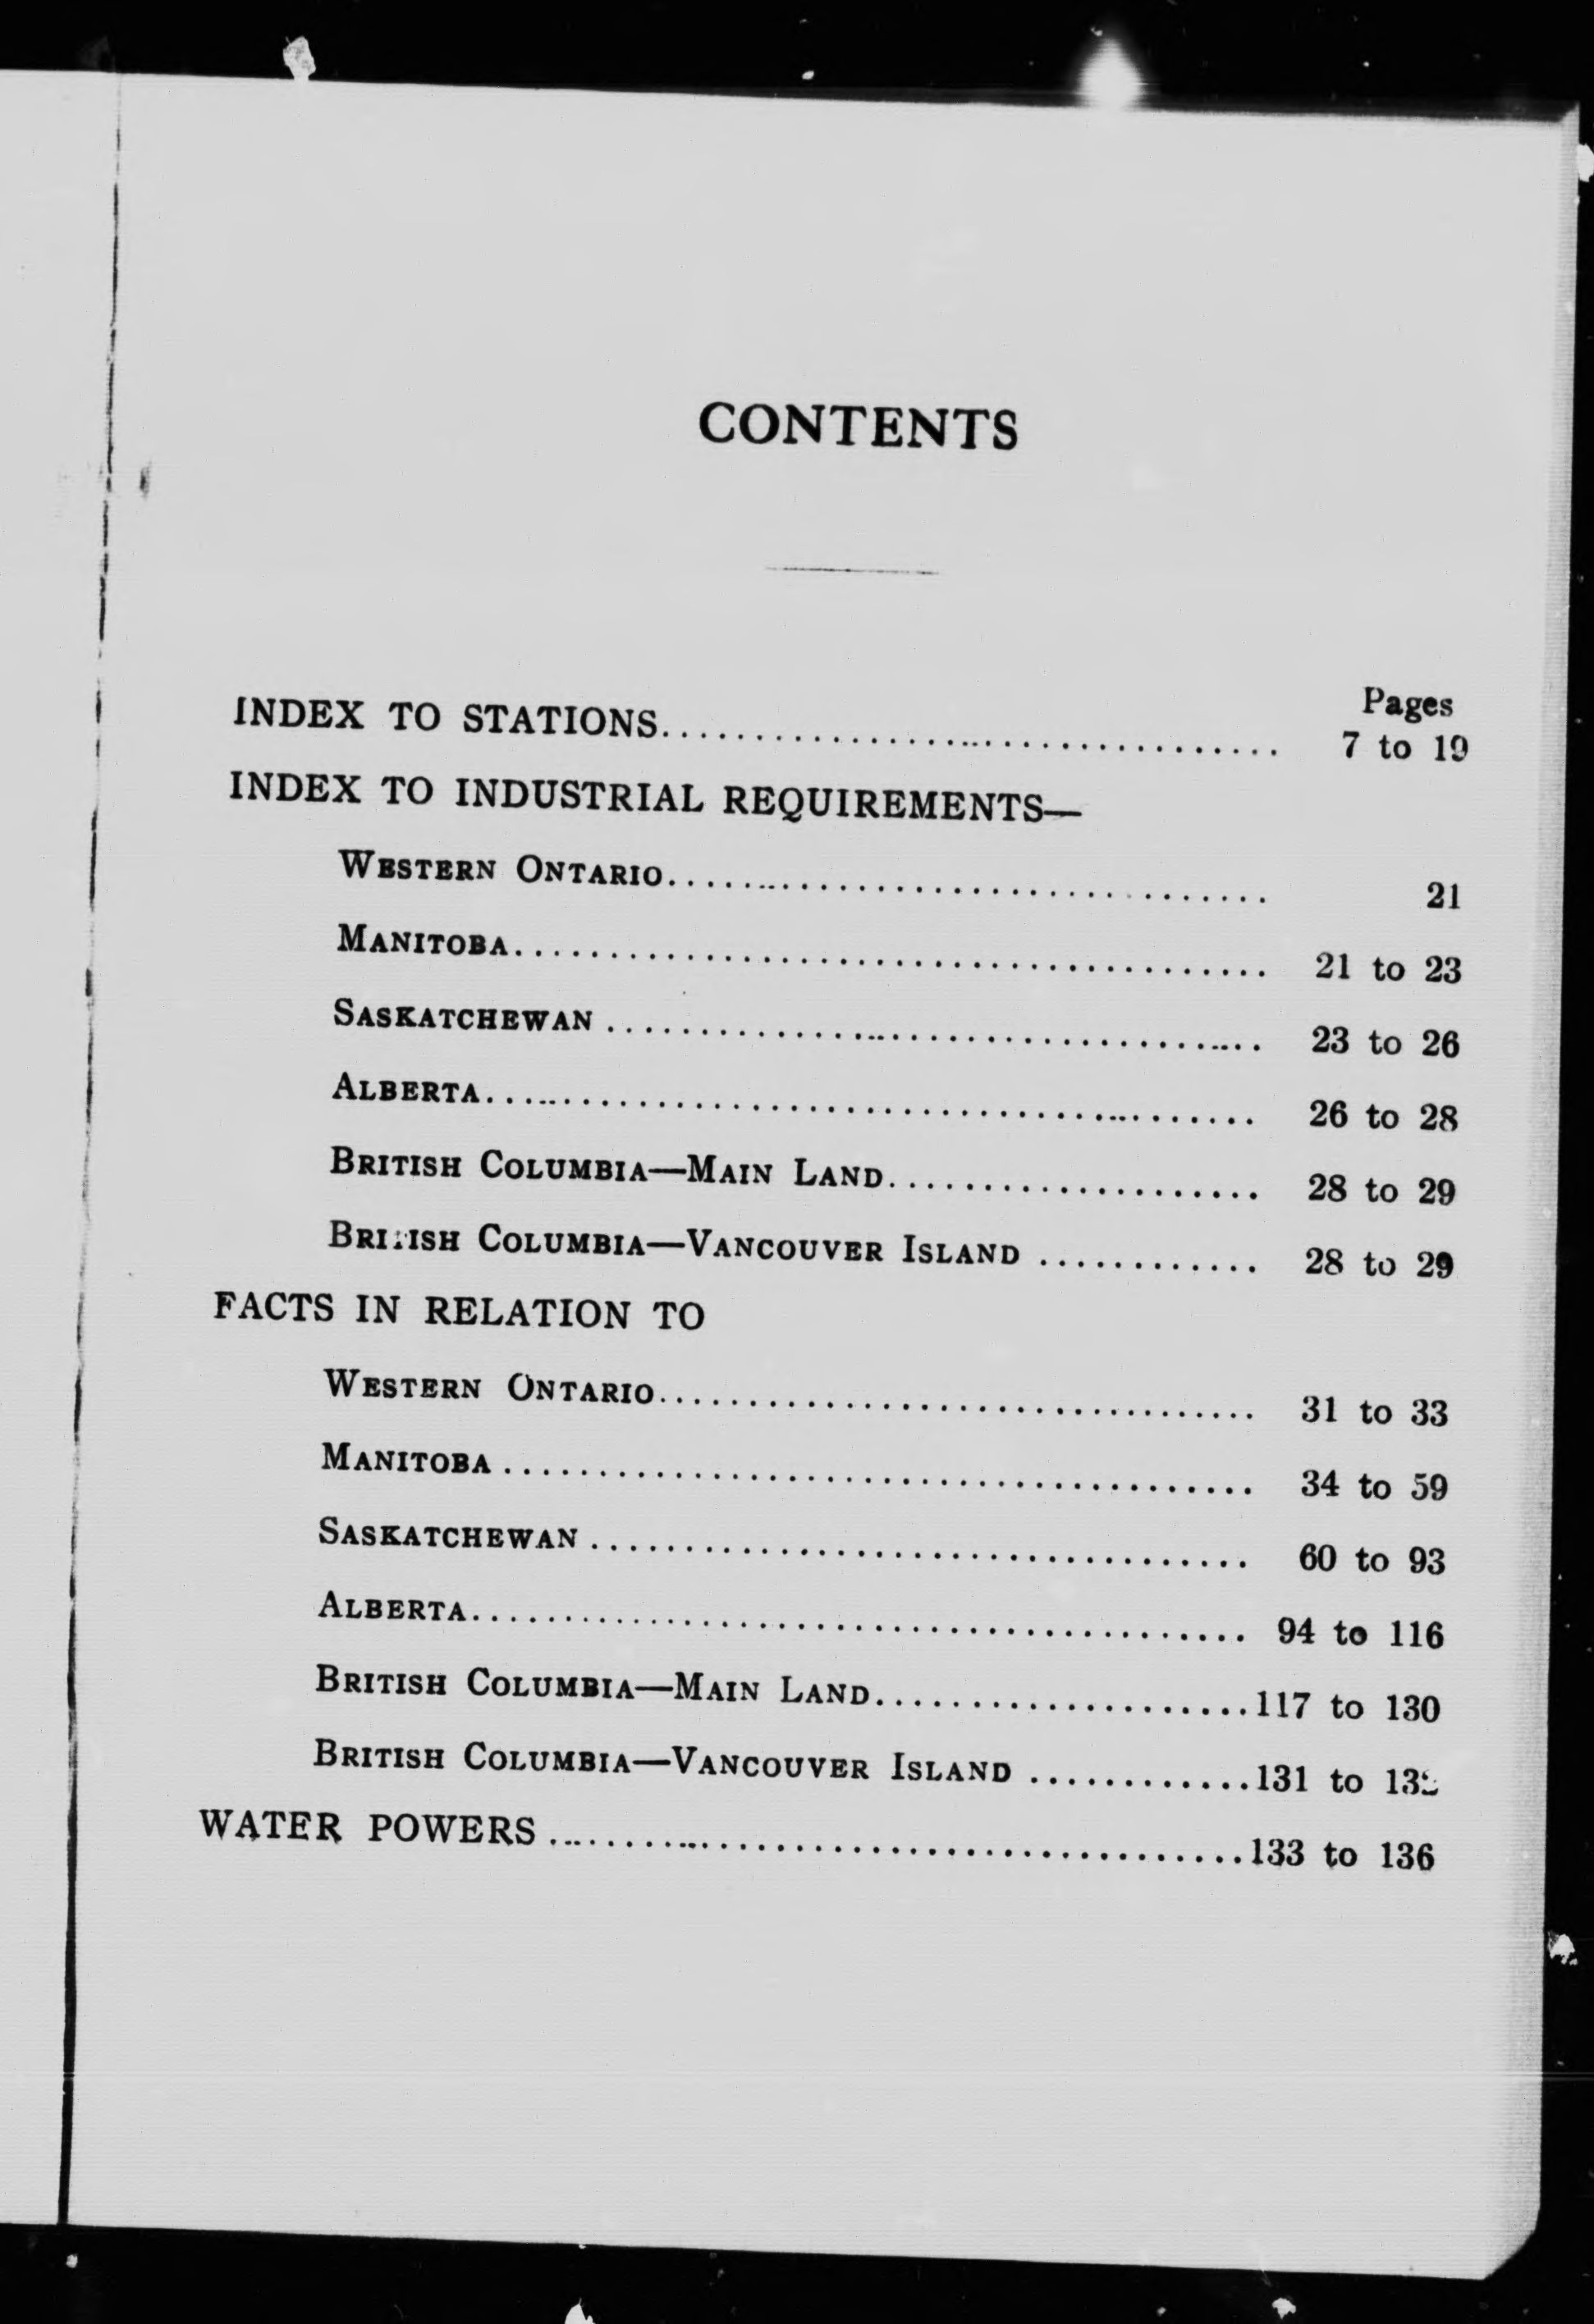 CONTENTS
Pages
INDEX TO STATIONS........................................ 7 to 19
INDEX TO INDUSTRIAL REQUIREMENTS—
WESTERN ONTARIO........................................ 21
MANITOBA........................................ 21 to 23
SASKATCHEWAN........................................ 23 to 26
ALBERTA........................................ 26 to 28
BRITISH COLUMBIA—MAIN LAND.................... 28 to 29
BRITISH COLUMBIA—VANCOUVER ISLAND ............ 28 to 29
FACTS IN RELATION TO
WESTERN ONTARIO................................ 31 to 33
MANITOBA........................................ 34 to 59
SASKATCHEWAN.................................... 60 to 93
ALBERTA........................................ 94 to 116
BRITISH COLUMBIA—MAIN LAND....................117 to 130
BRITISH COLUMBIA—VANCOUVER ISLAND ............131 to
WATER POWERS........................................133 to 136